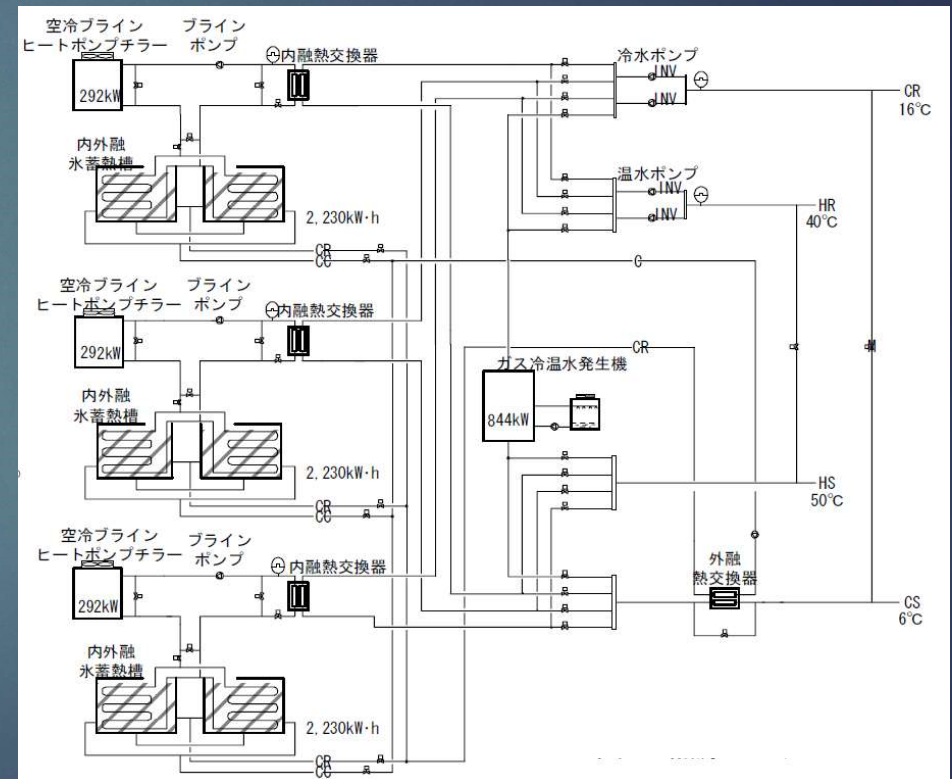 空冷ブライン
ヒートポンプチラー
ブライン
ポンプ
内融熱交換器
292kW
内外融
氷蓄熱槽
2,230kW·h
CR
CC
冷水ポンプ
INV
INV
CR
16℃
温水ポンプ
INV
INV
HR
40℃
C
空冷ブライン
ヒートポンプチラー
ブライン
ポンプ
内融熱交換器
292kW
内外融
氷蓄熱槽
2,230kW·h
CR
CC
CR
ガス冷温水発生機
844kW
HS
50℃
空冷ブライン
ヒートポンプチラー
ブライン
ポンプ
内融熱交換器
292kW
内外融
氷蓄熱槽
2,230kW·h
CR
CC
外融
熱交換器
CS
6℃